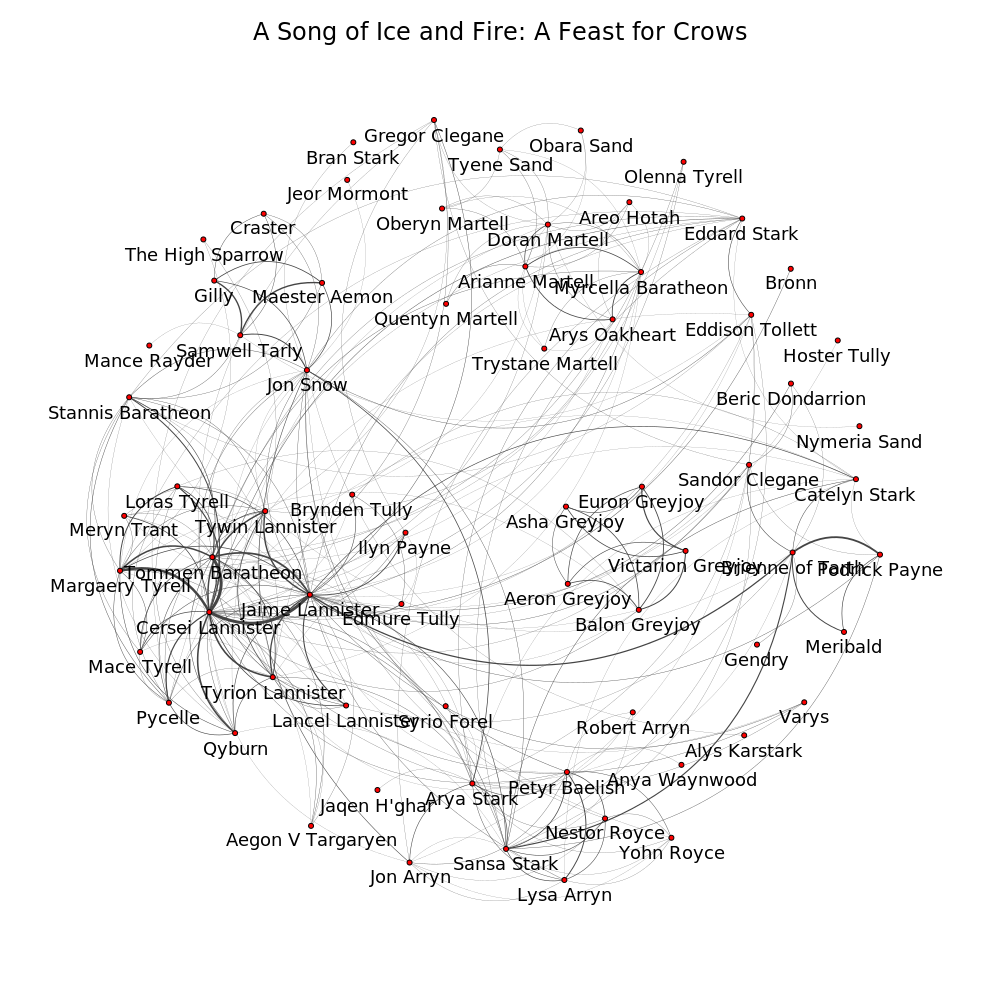 A Song of Ice and Fire: A Feast for Crows
Gregor Clegane
Obara Sand
Bran Stark
Tyene Sand
Olenna Tyrell
Jeor Mormont
Areo Hotah
Oberyn Martell
Craster
Eddard Stark
Doran Martell
The High Sparrow
Arianne Martell
Bronn
Myrcella Baratheon
Gilly
Maester Aemon
Quentyn Martell
Eddison Tollett
Arys Oakheart
Samwell Tarly
Hoster Tully
Mance Rayder
Trystane Martell
Jon Snow
Beric Dondarrion
Stannis Baratheon
Nymeria Sand
Sandor Clegane
Catelyn Stark
Loras Tyrell
Euron Greyjoy
Brynden Tully
Asha Greyjoy
Meryn Trant
Tywin Lannister
Ilyn Payne
Victarion Greyjoy
Brienne of Tarth
Podrick Payne
Tommen Baratheon
Margaery Tyrell
Aeron Greyjoy
Jaime Lannister
Edmure Tully
Balon Greyjoy
Cersei Lannister
Meribald
Gendry
Mace Tyrell
Tyrion Lannister
Varys
Pycelle
Lancel Lannister
Syrio Forel
Robert Arryn
Qyburn
Alys Karstark
Anya Waynwood
Petyr Baelish
Arya Stark
Jaqen H'ghar
Nestor Royce
Aegon V Targaryen
Yohn Royce
Sansa Stark
Jon Arryn
Lysa Arryn